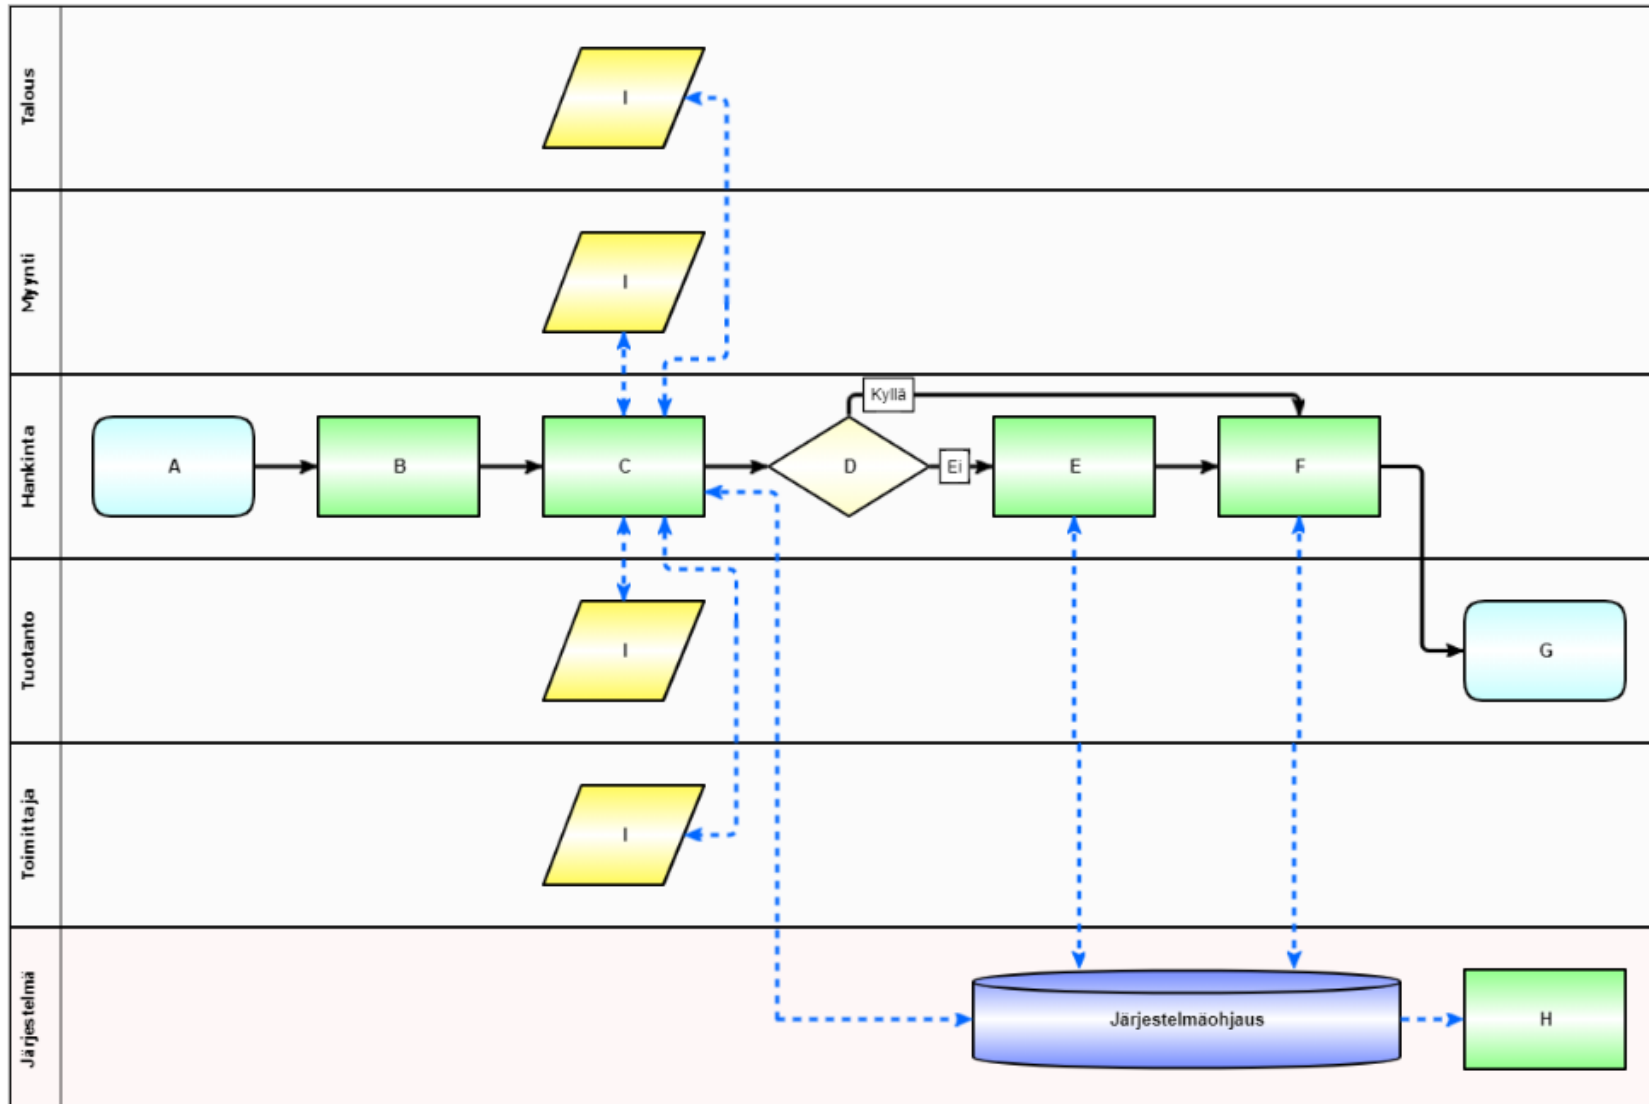 Talous
I
Myynti
I
Hankinta
Kyllä
A
B
C
D
Ei
E
F
Tuotanto
I
G
Toimittaja
I
Järjestelmä
Järjestelmäohjaus
H